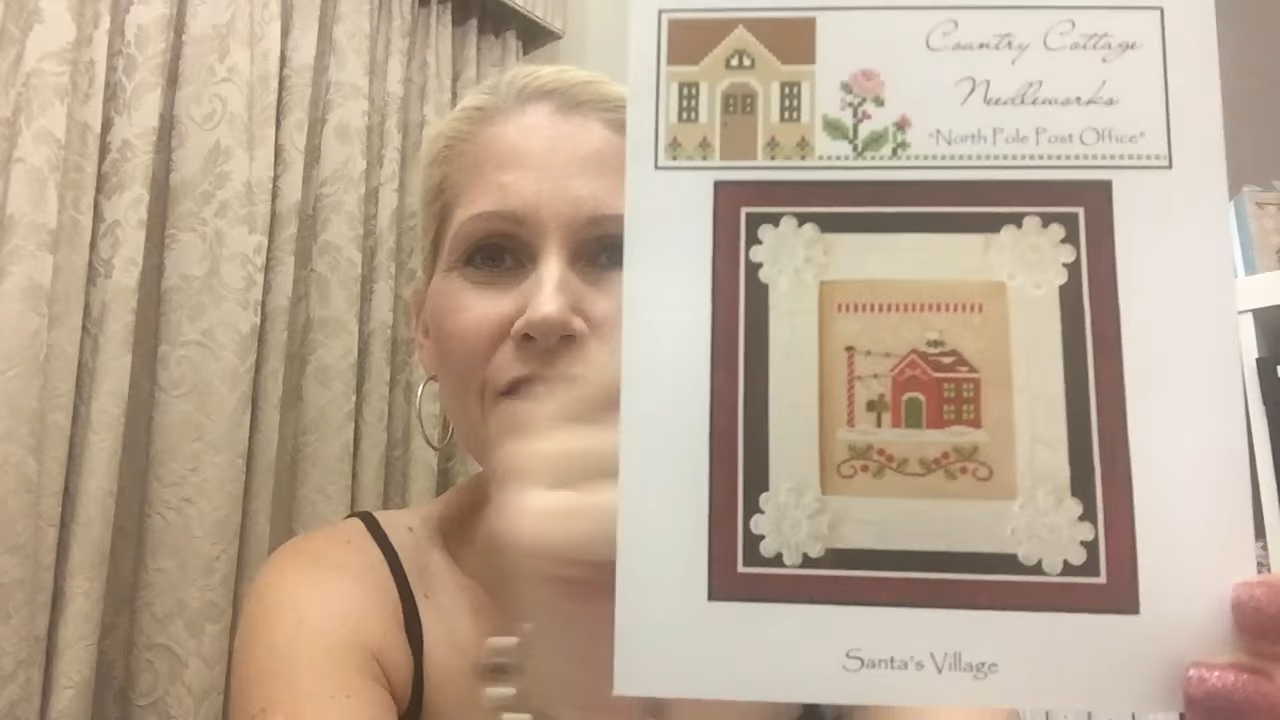 Country Cottage
Needleworks
"North Pole Post Office"
Santa's Village